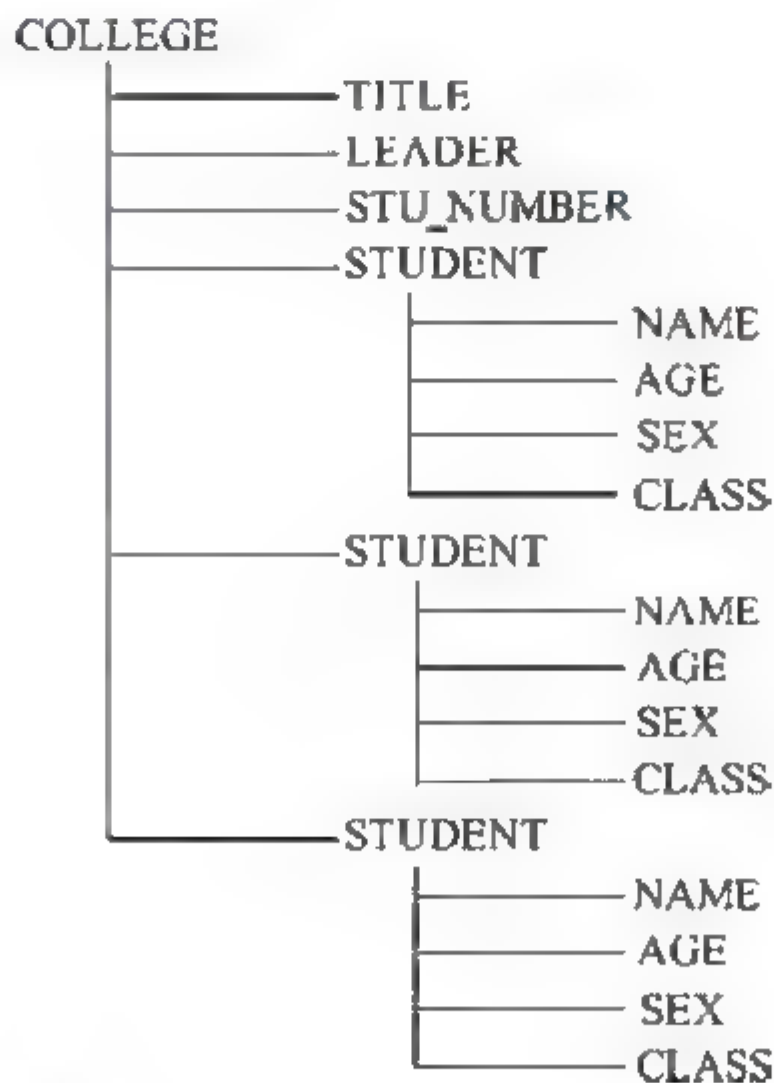 COLLEGE
TITLE
LEADER
STU_NUMBER
STUDENT
NAME
AGE
SEX
CLASS
STUDENT
NAME
AGE
SEX
CLASS
STUDENT
NAME
AGE
SEX
CLASS